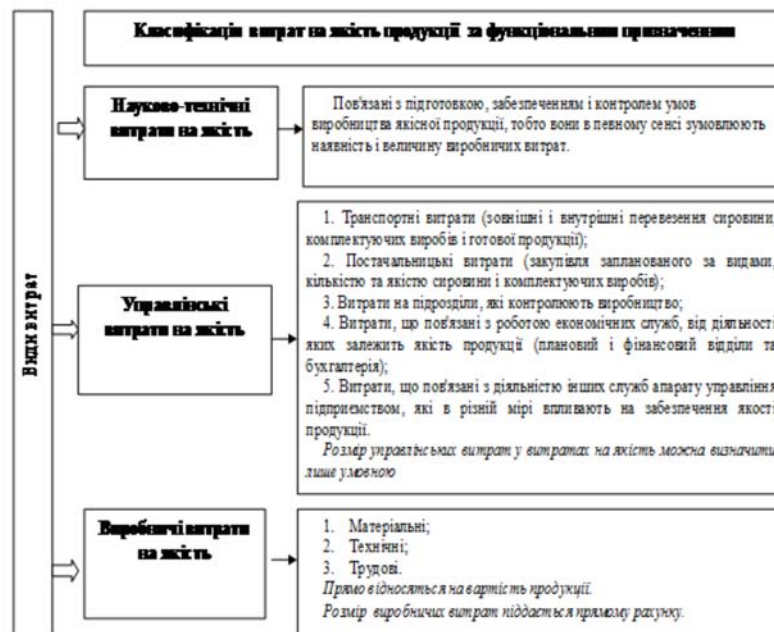 Класифікація витрат на якість продукції за функціональним призначенням
Види витрат
Науково-технічні
витрати на якість
Пов'язані з підготовкою, забезпеченням і контролем умов
виробництва якісної продукції, тобто вони в певному сенсі зумовлюють
наявність і величину виробничих витрат.
Управлінські
витрати на якість
1. Транспортні витрати (зовнішні і внутрішні перевезення сировини,
комплектуючих виробів і готової продукції);
2. Постачальницькі витрати (закупівля запланованого за видами,
кількістю та якістю сировини і комплектуючих виробів);
3. Витрати на підрозділи, які контролюють виробництво;
4. Витрати, що пов'язані з роботою економічних служб, від діяльності
яких залежить якість продукції (плановий і фінансовий відділи та
бухгалтерія);
5. Витрати, що пов'язані з діяльністю інших служб апарату управління
підприємством, які в різній мірі впливають на забезпечення якості
продукції.
Розмір управлінських витрат у витратах на якість можна визначити
лише умовною
Виробничі витрати
на якість
1. Матеріальні;
2. Технічні;
3. Трудові.
Прямо відносяться на вартість продукції.
Розмір виробничих витрат піддається прямому рахунку.